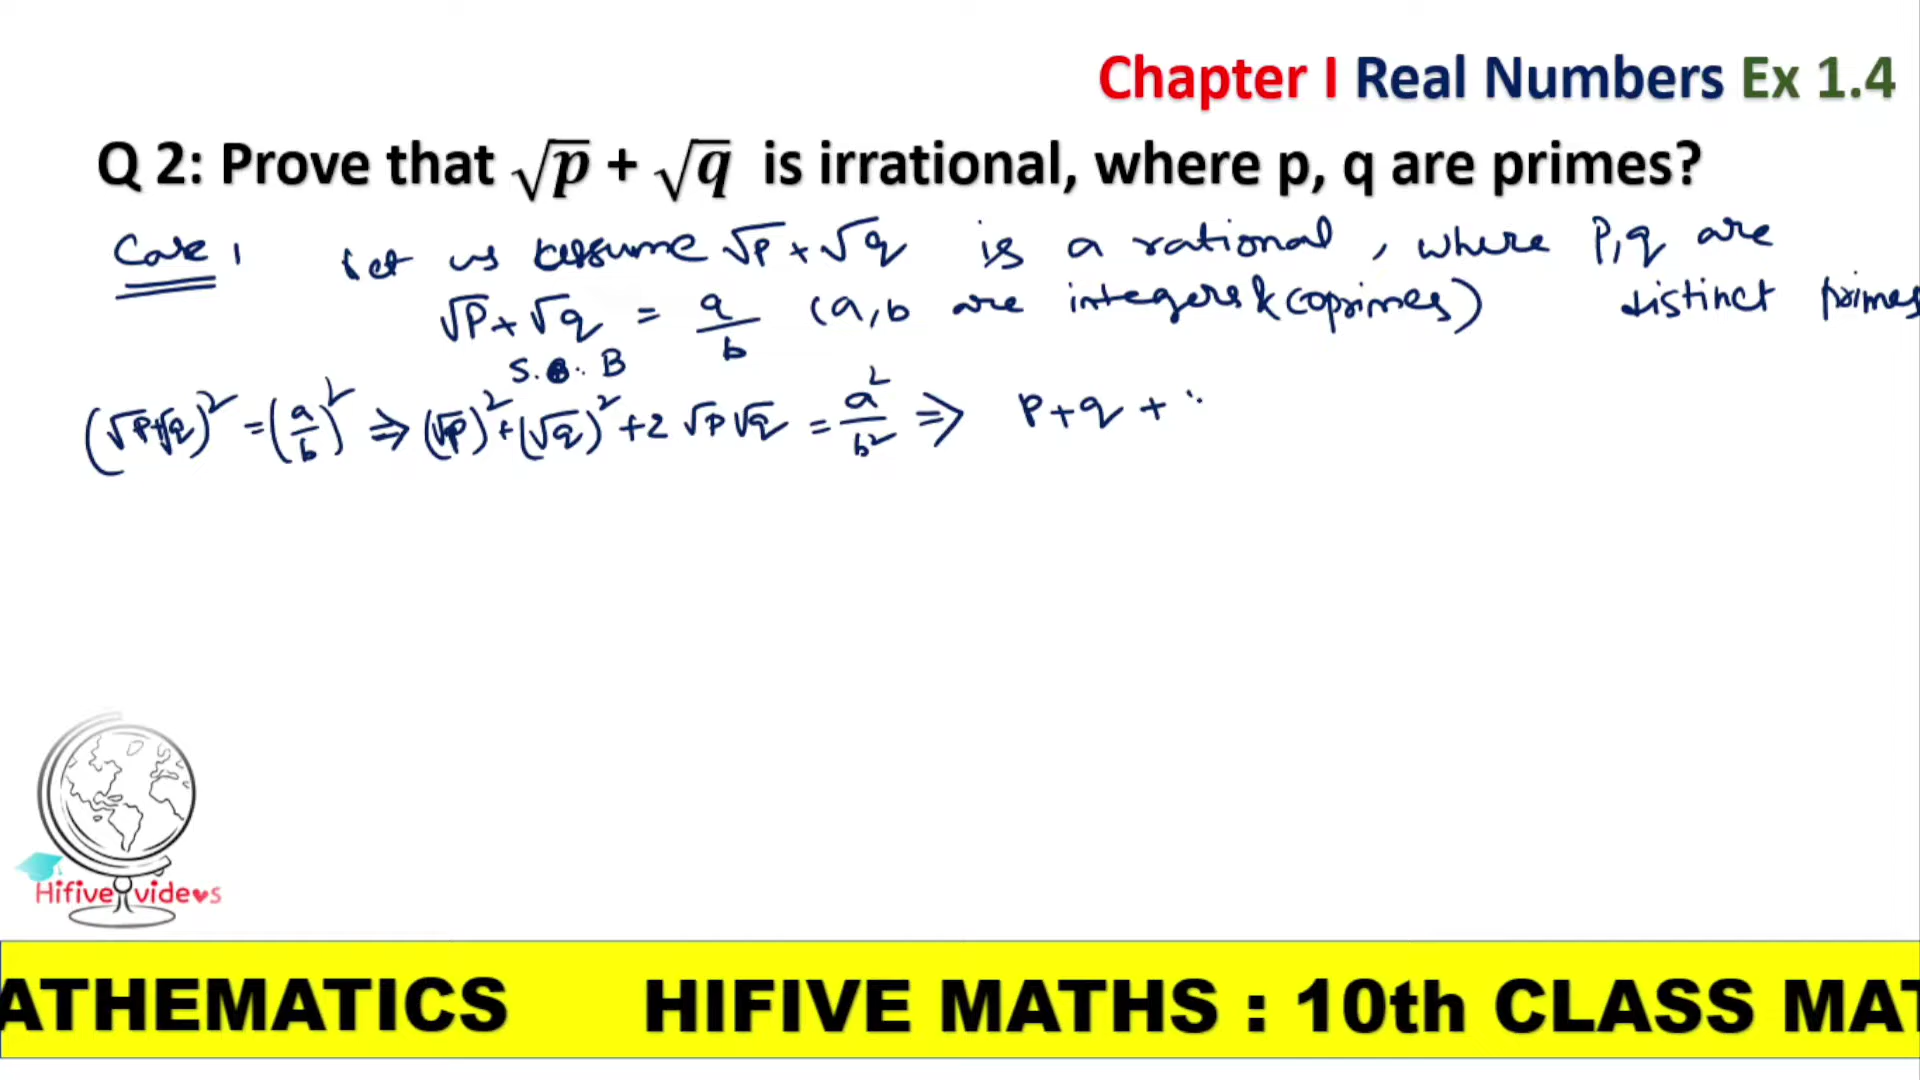 Chapter I Real Numbers Ex 1.4
Q 2: Prove that √p + √q is irrational, where p, q are primes?
Case 1 Let us assume √p + √q is a rational, where P, q are
distinct primes
√p + √q = a/b (a, b are integers & coprimes)
S. O. B
(√p+√q)² = (a/b)² ⇒ (√p)² + (√q)² + 2 √p √q = a²/b² ⇒ p + q +
Hifive videos
ATHEMATICS HIFIVE MATHS : 10th CLASS MAT